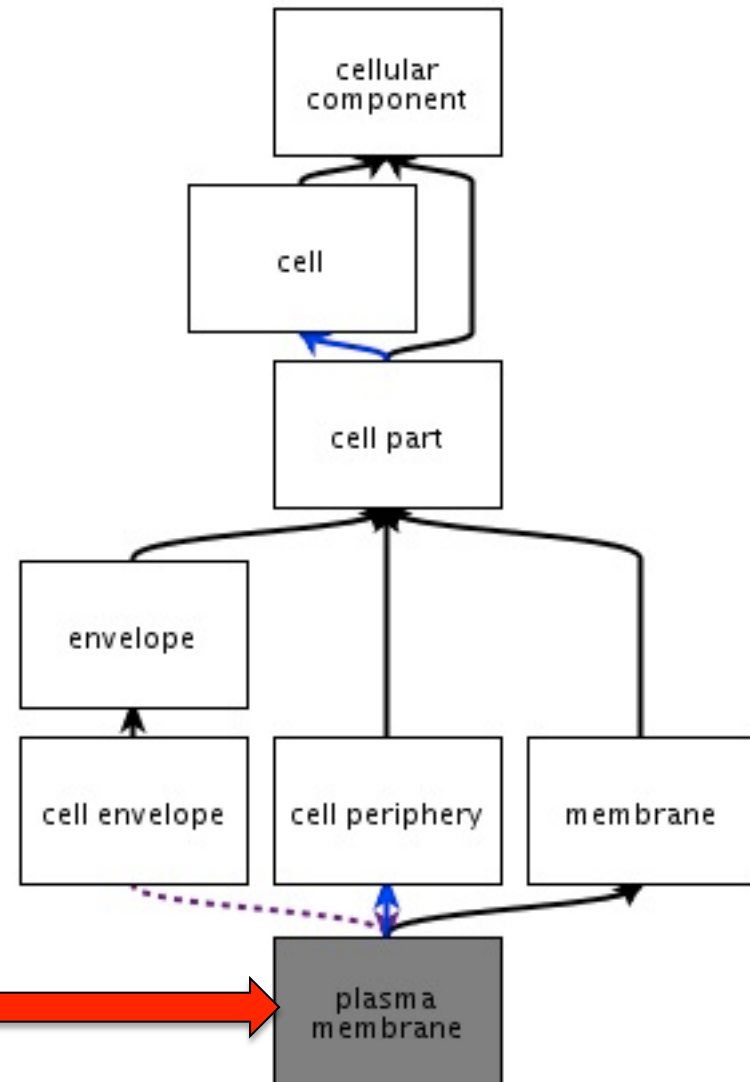 cellular
component
cell
cell part
envelope
cell envelope
cell periphery
membrane
plasma
membrane